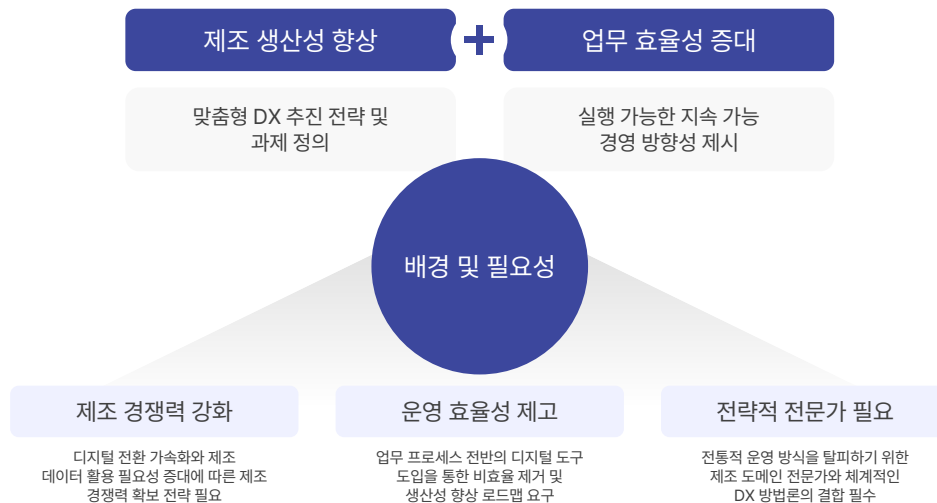 제조 생산성 향상
+
업무 효율성 증대
맞춤형 DX 추진 전략 및
과제 정의
실행 가능한 지속 가능
경영 방향성 제시
배경 및 필요성
제조 경쟁력 강화
디지털 전환 가속화와 제조
데이터 활용 필요성 증대에 따른 제조
경쟁력 확보 전략 필요
운영 효율성 제고
업무 프로세스 전반의 디지털 도구
도입을 통한 비효율 제거 및
생산성 향상 로드맵 요구
전략적 전문가 필요
전통적 운영 방식을 탈피하기 위한
제조 도메인 전문가와 체계적인
DX 방법론의 결합 필수